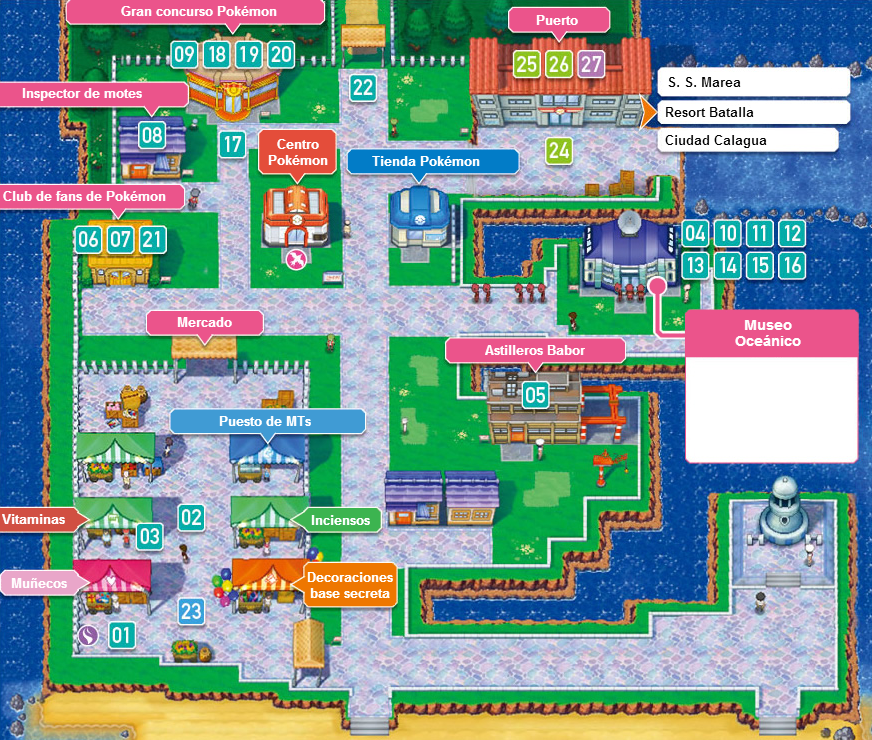 Gran concurso Pokémon
Puerto
09 18 19 20
25 26 27
S. S. Marea
22
Inspector de motes
Resort Batalla
08
17
Centro
Pokémon
Tienda Pokémon
24
Ciudad Calagua
Club de fans de Pokémon
06 07 21
04 10 11 12
13 14 15 16
Mercado
Museo
Oceánico
Astilleros Babor
05
Puesto de MTs
Vitaminas
02
Inciensos
03
Muñecos
Decoraciones
base secreta
23
01